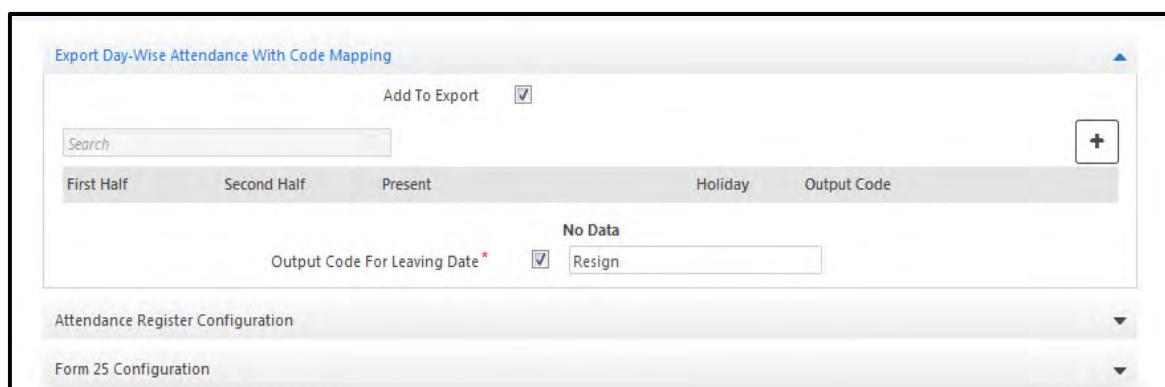 Export Day-Wise Attendance With Code Mapping
Add To Export
Search
First Half Second Half Present Holiday Output Code
No Data
Output Code For Leaving Date* Resign
Attendance Register Configuration
Form 25 Configuration